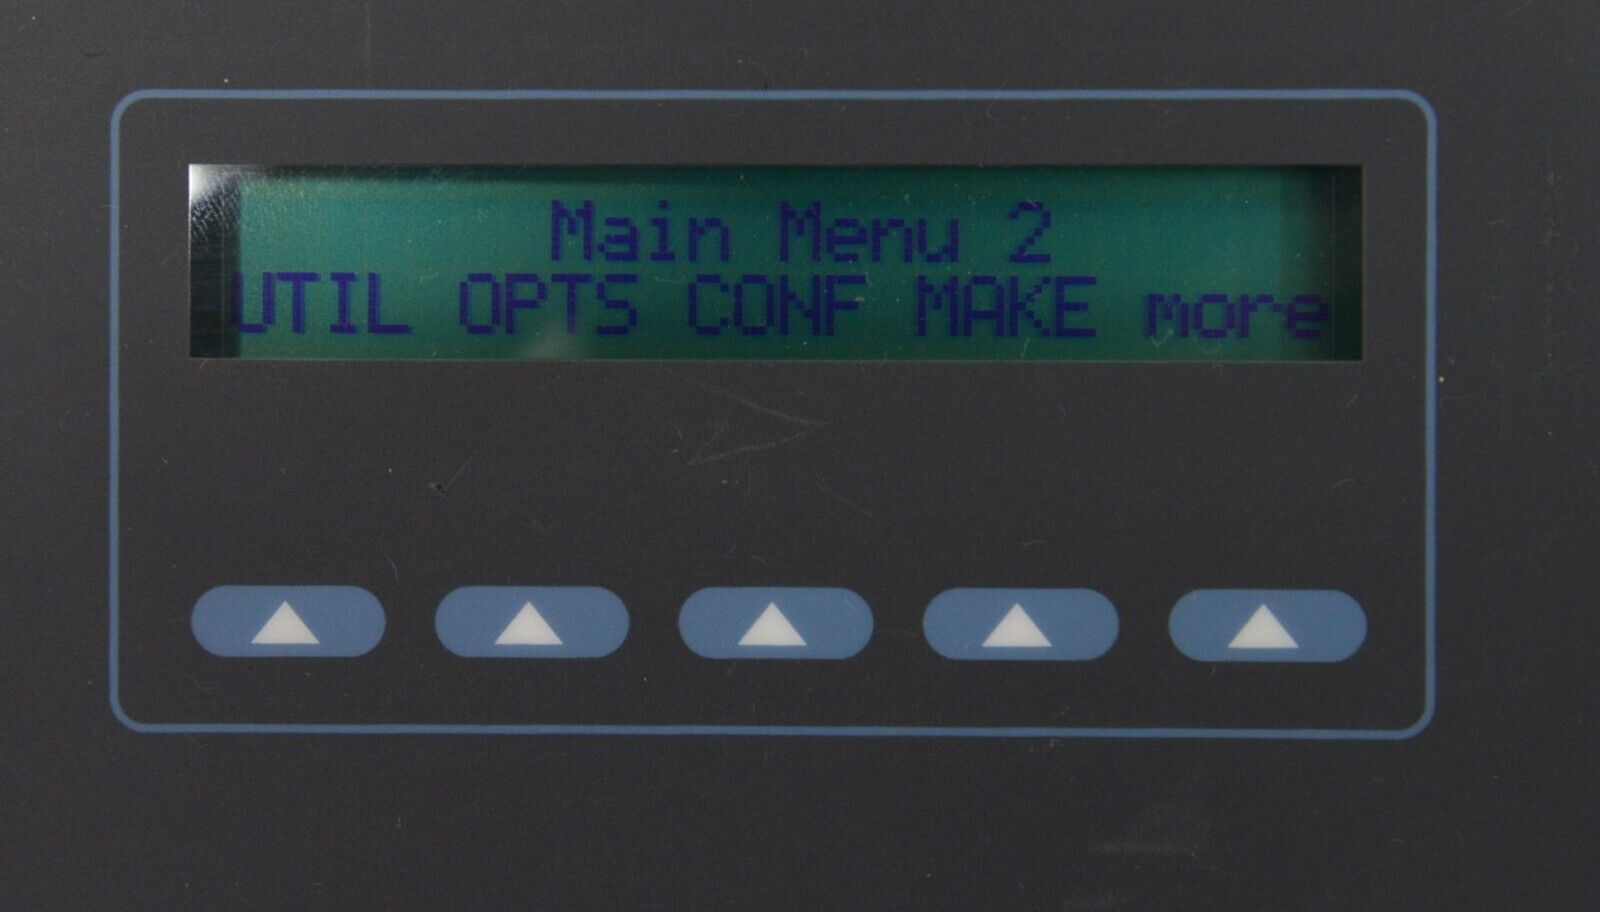 Main Menu 2
UTIL OPTS CONF MAKE more